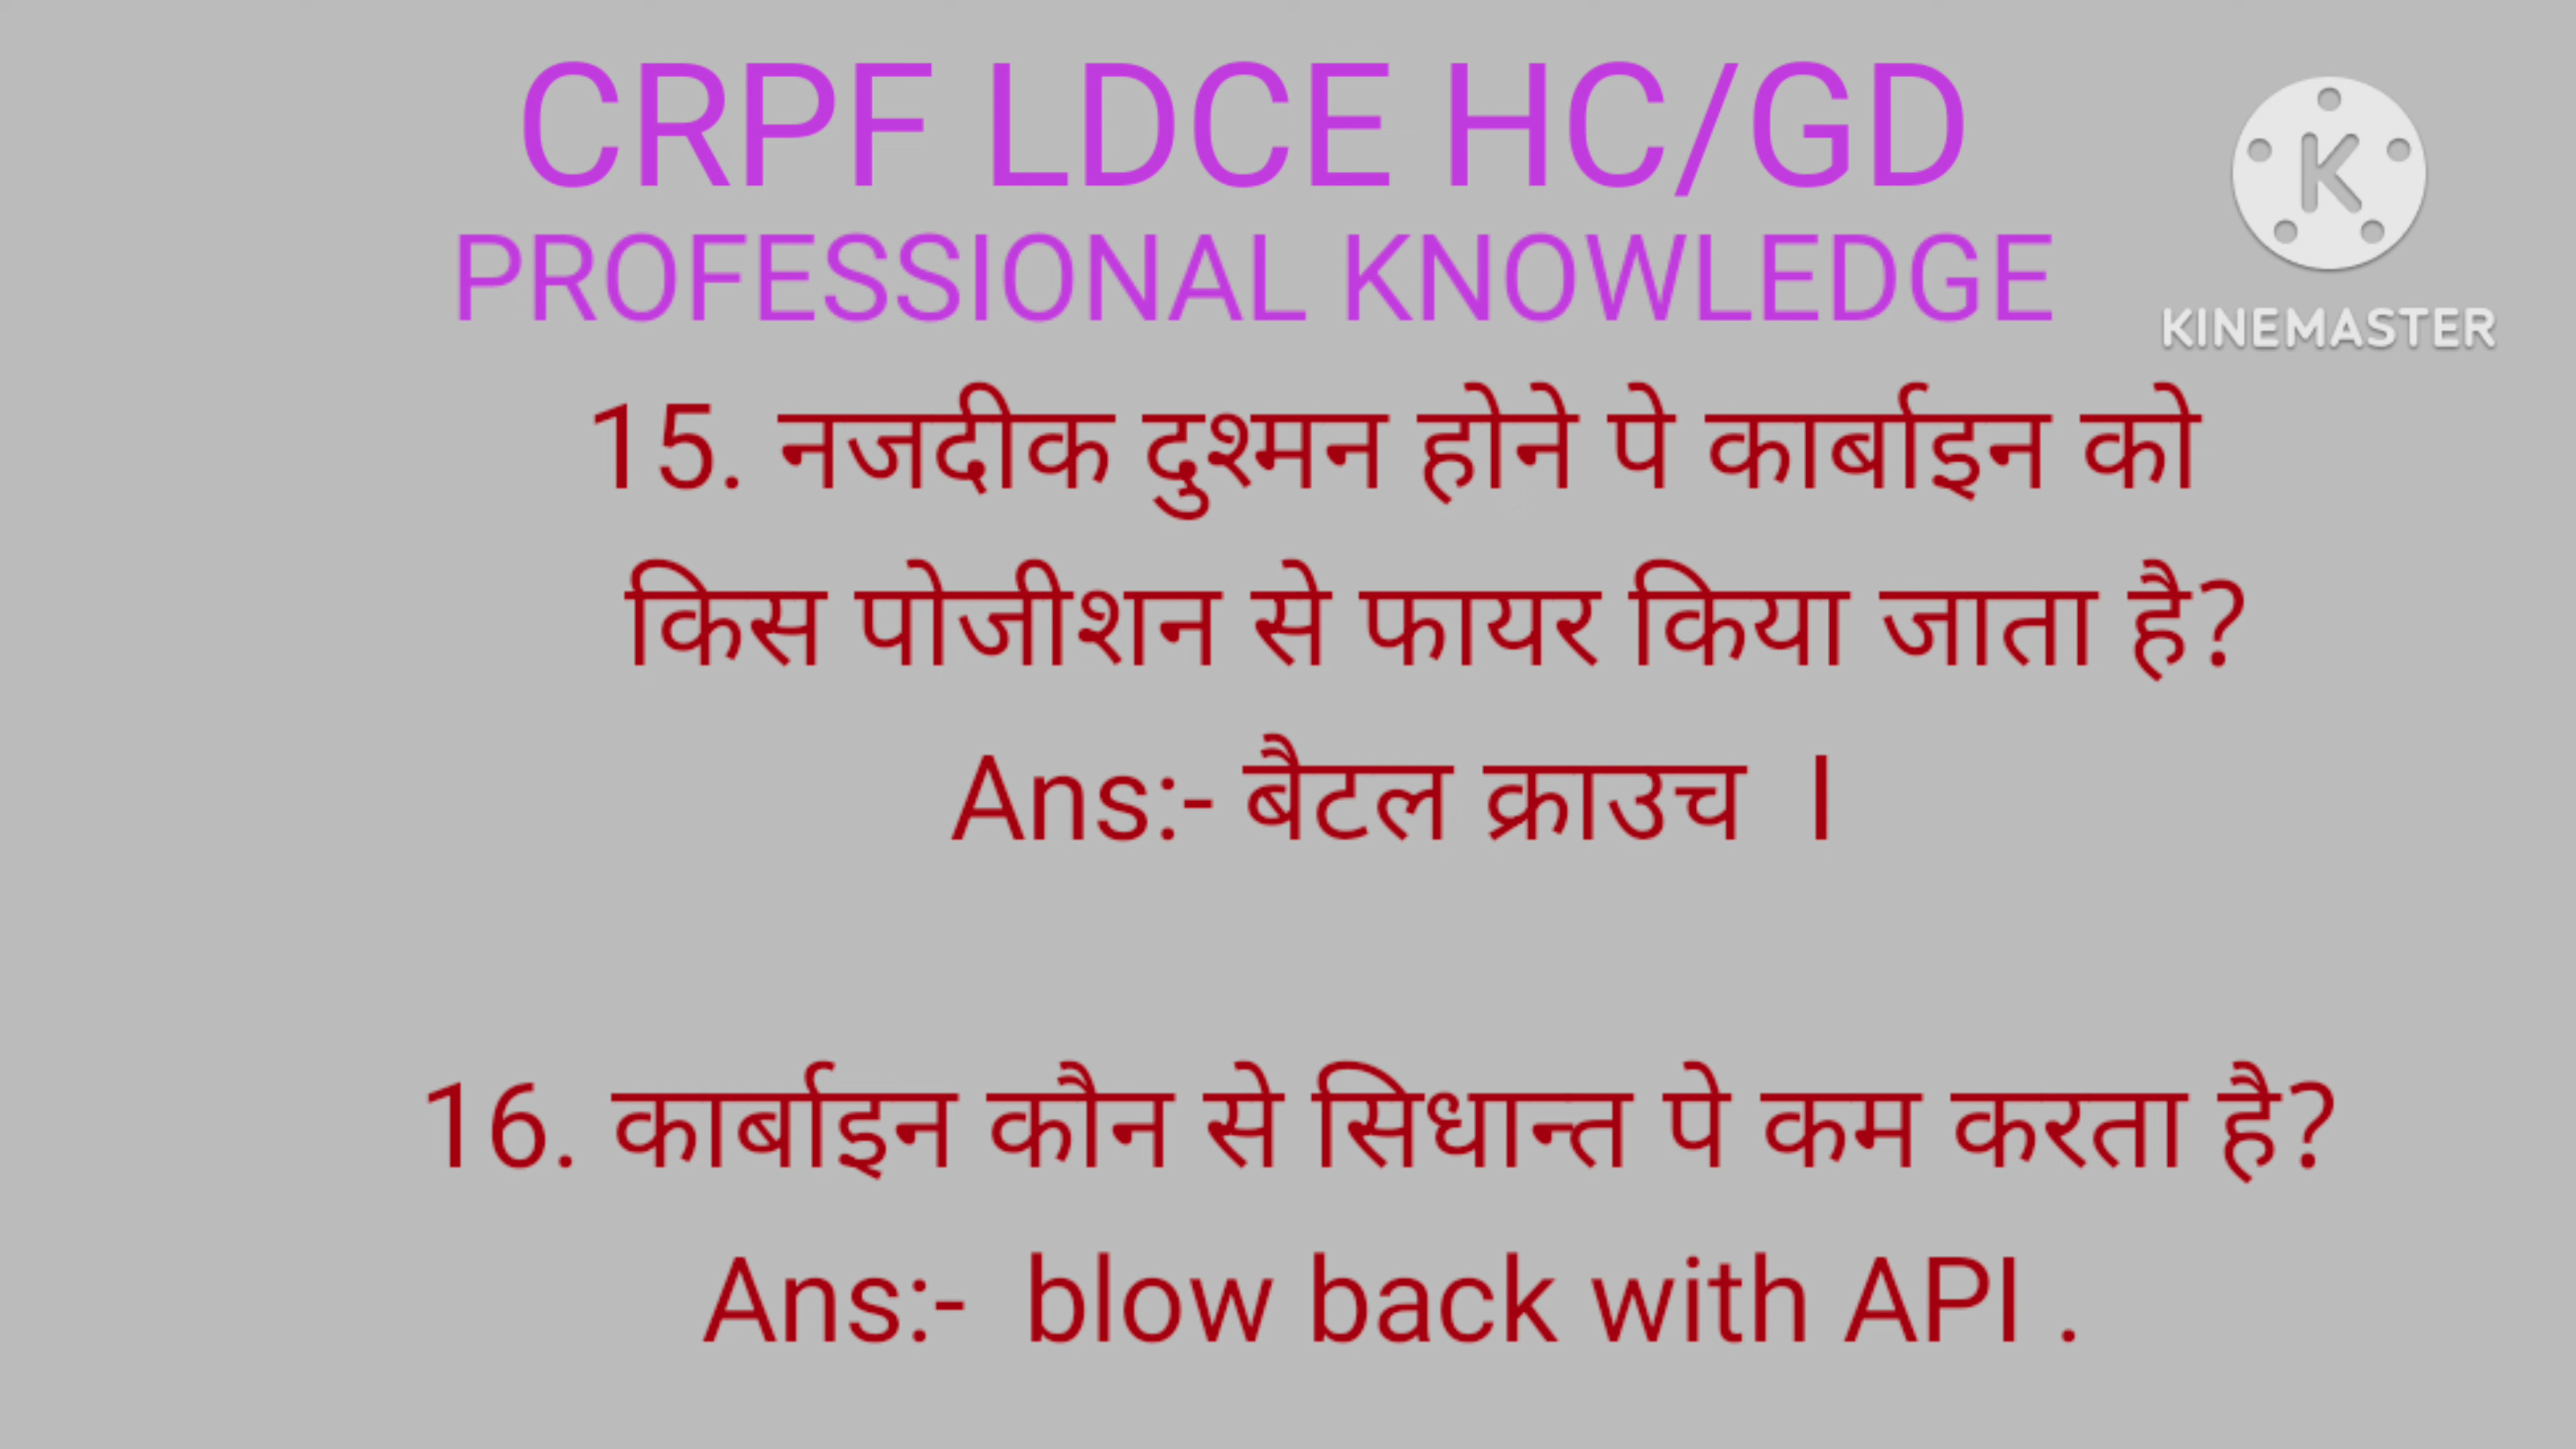 CRPF LDCE HC/GD
PROFESSIONAL KNOWLEDGE
KINEMASTER
15. नजदीक दुश्मन होने पे कार्बाइन को
किस पोजीशन से फायर किया जाता है?
Ans:- बैटल क्राउच ।
16. कार्बाइन कौन से सिधान्त पे कम करता है?
Ans:- blow back with API .